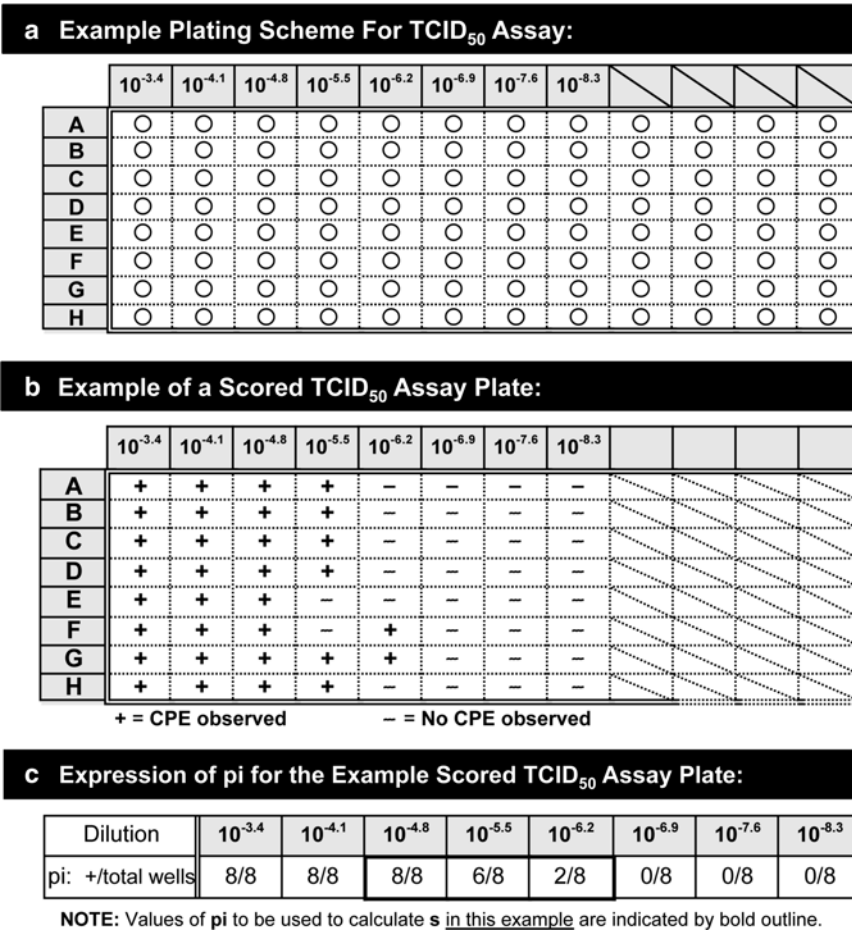 a Example Plating Scheme For TCID50 Assay:
10-3.4 10-4.1 10-4.8 10-5.5 10-6.2 10-6.9 10-7.6 10-8.3
A
B
C
D
E
F
G
H
b Example of a Scored TCID50 Assay Plate:
10-3.4 10-4.1 10-4.8 10-5.5 10-6.2 10-6.9 10-7.6 10-8.3
A + + + + – – – –
B + + + + – – – –
C + + + + – – – –
D + + + + – – – –
E + + + – – – – –
F + + + – + – – –
G + + + + + – – –
H + + + + – – – –
+ = CPE observed – = No CPE observed
c Expression of pi for the Example Scored TCID50 Assay Plate:
Dilution 10-3.4 10-4.1 10-4.8 10-5.5 10-6.2 10-6.9 10-7.6 10-8.3
pi: +/total wells 8/8 8/8 8/8 6/8 2/8 0/8 0/8 0/8
NOTE: Values of pi to be used to calculate s in this example are indicated by bold outline.